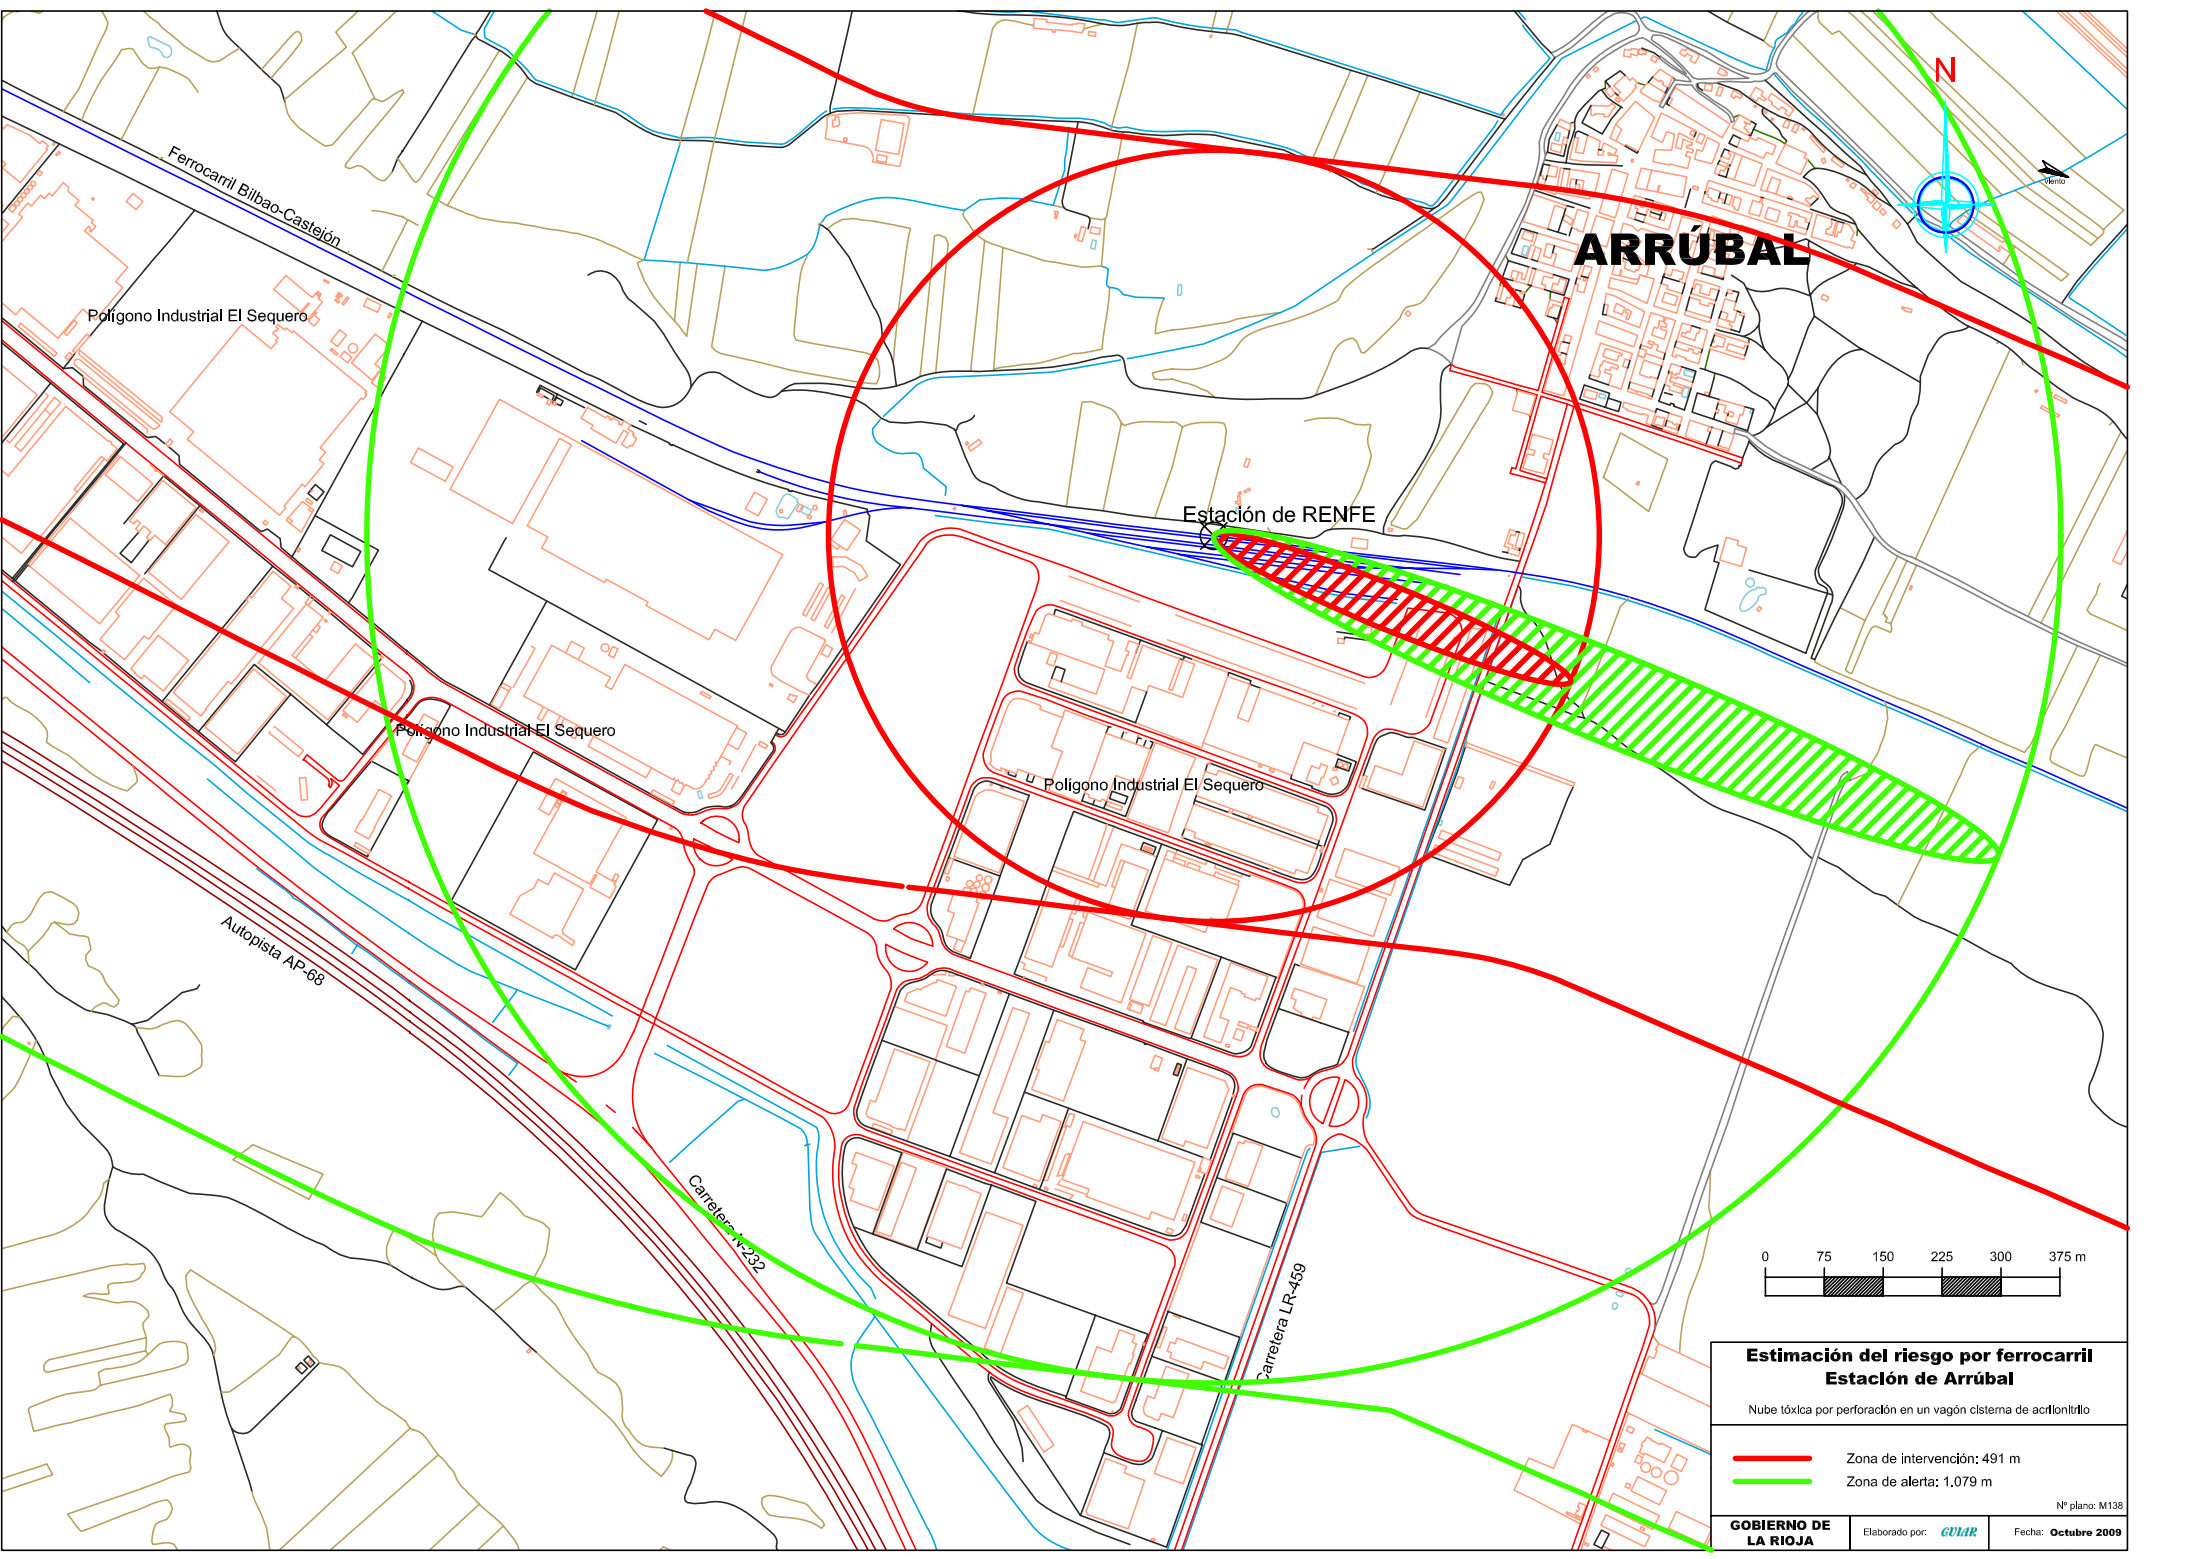 N
viento
ARRÚBAL
Ferrocarril Bilbao-Castejón
Polígono Industrial El Sequero
Estación de RENFE
Polígono Industrial El Sequero
Polígono Industrial El Sequero
Autopista AP-68
Carretera N-232
Carretera LR-459
0 75 150 225 300 375 m
Estimación del riesgo por ferrocarril
Estación de Arrúbal
Nube tóxica por perforación en un vagón cisterna de acrilonitrilo
Zona de intervención: 491 m
Zona de alerta: 1.079 m
Nº plano: M138
GOBIERNO DE
LA RIOJA
Elaborado por: GUIAR
Fecha: Octubre 2009